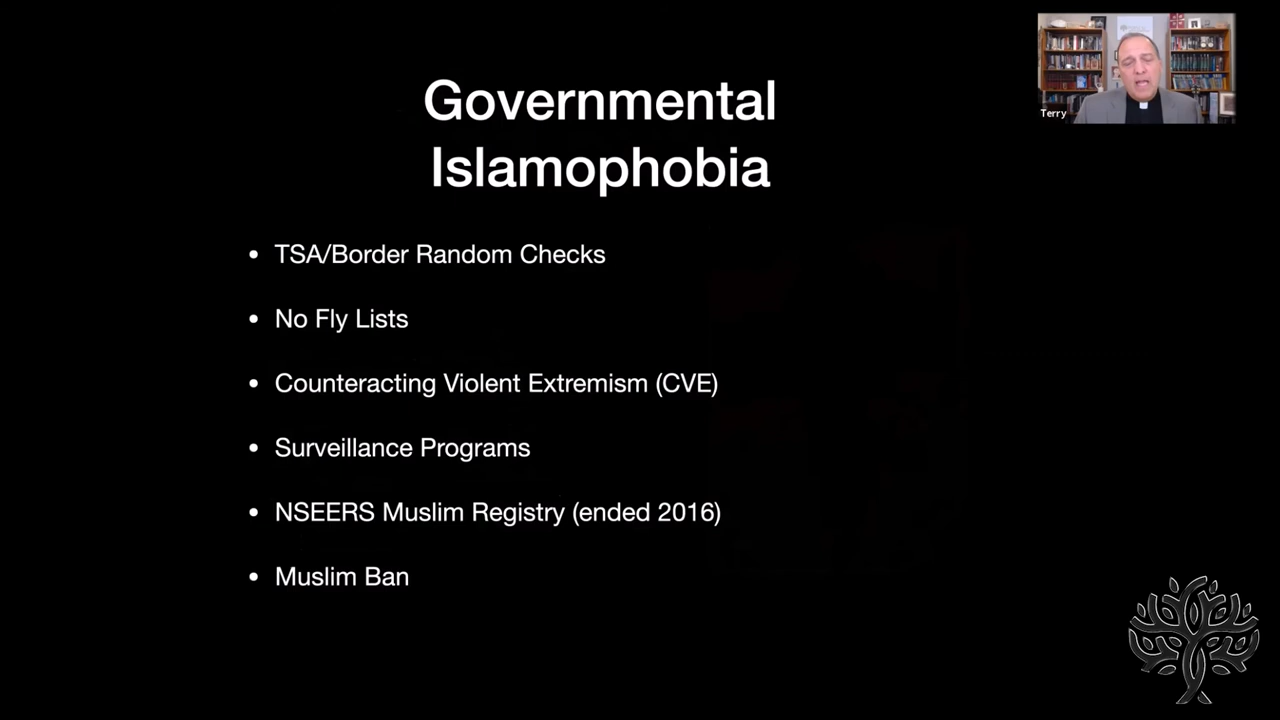 Governmental
Islamophobia
Terry
• TSA/Border Random Checks
• No Fly Lists
• Counteracting Violent Extremism (CVE)
• Surveillance Programs
• NSEERS Muslim Registry (ended 2016)
• Muslim Ban